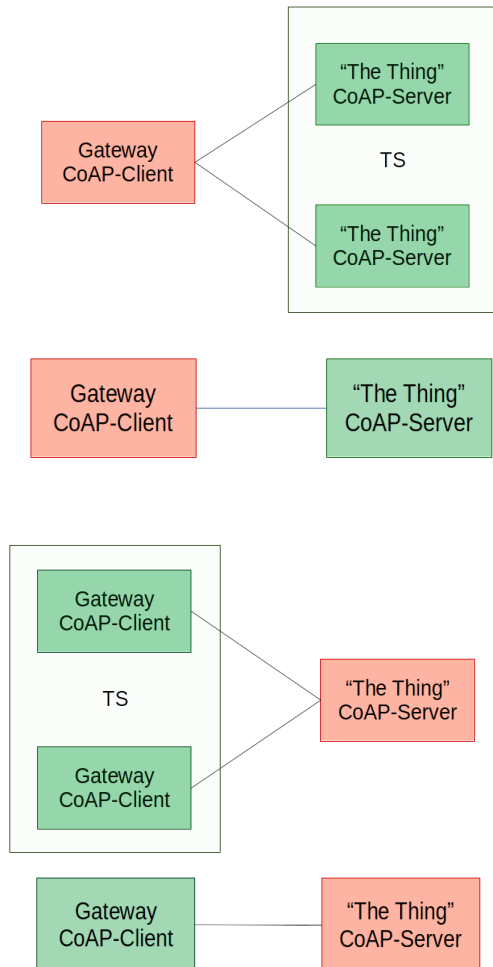 “The Thing”
CoAP-Server
Gateway
CoAP-Client
TS
“The Thing”
CoAP-Server
Gateway
CoAP-Client
“The Thing”
CoAP-Server
Gateway
CoAP-Client
TS
“The Thing”
CoAP-Server
Gateway
CoAP-Client
Gateway
CoAP-Client
“The Thing”
CoAP-Server